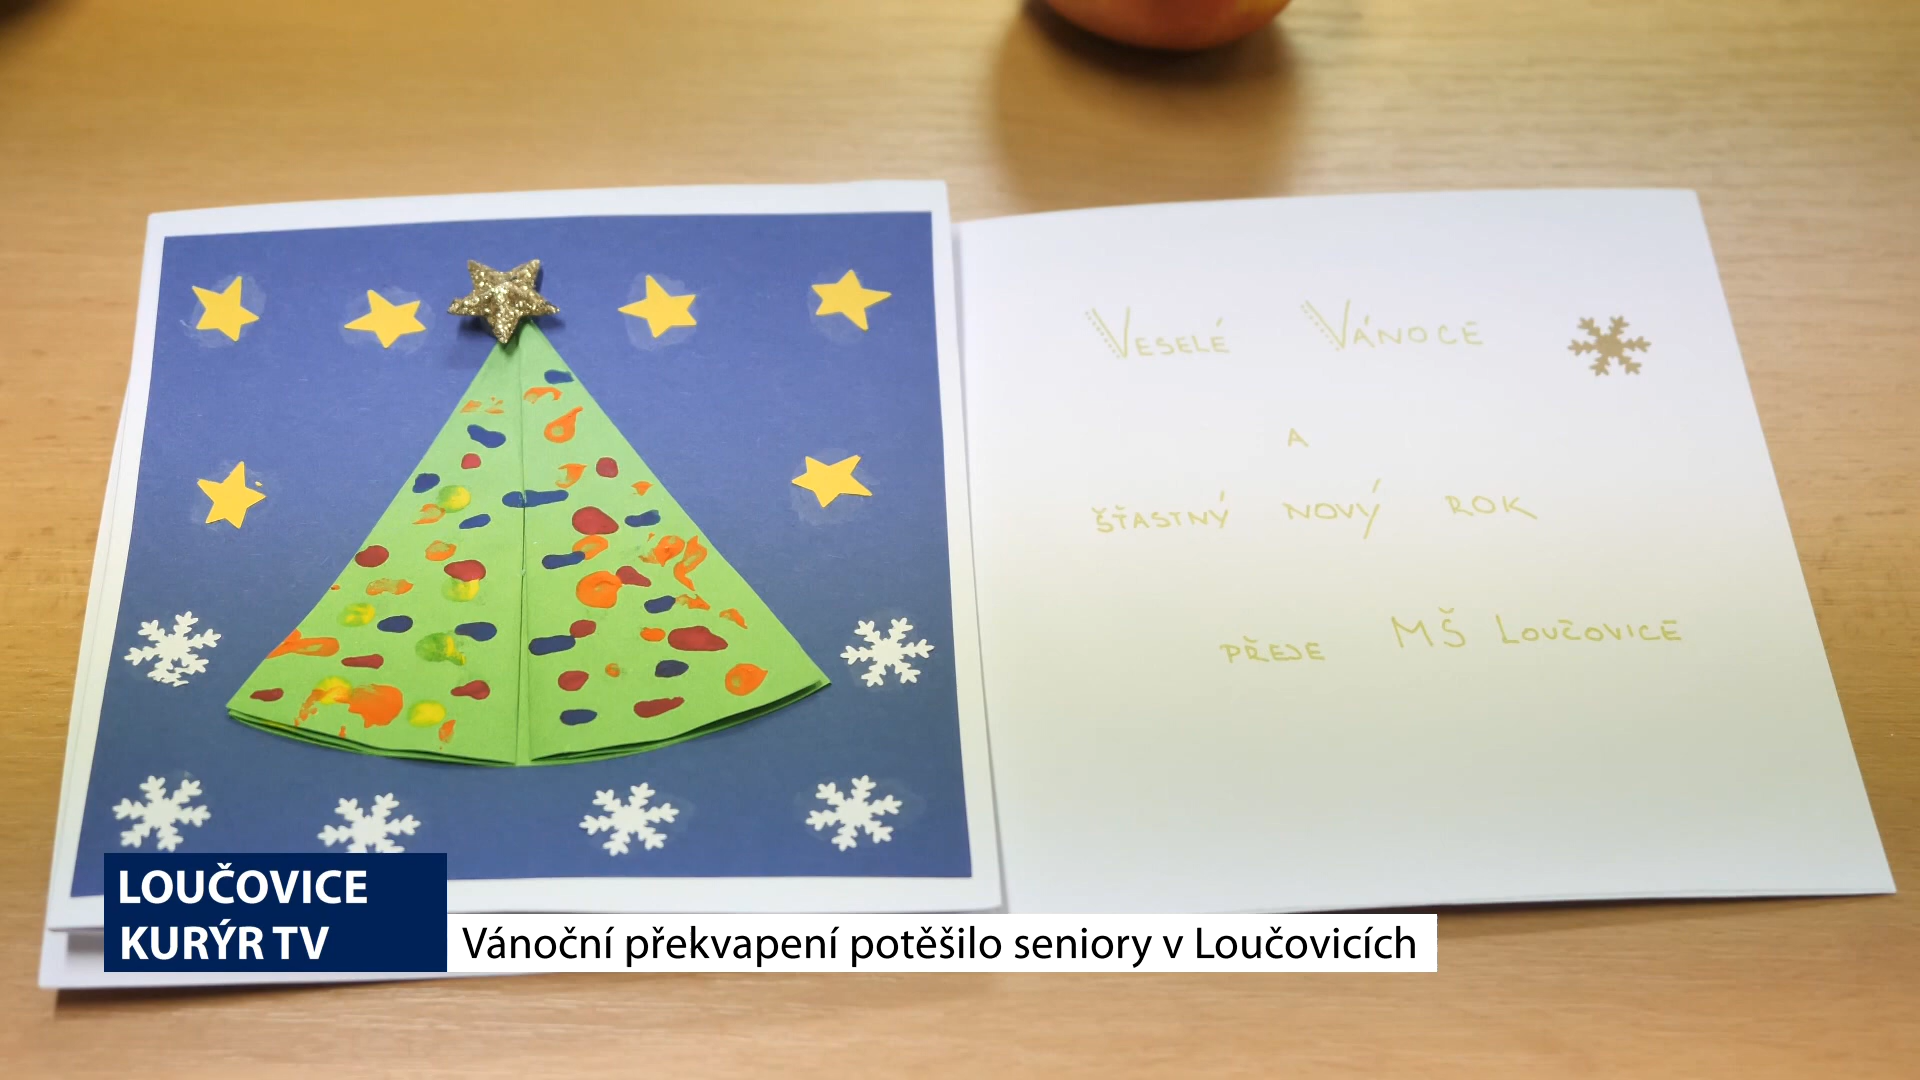 Veselé Vánoce
a
šťastný nový rok
přeje MŠ Loučovice
LOUČOVICE
KURÝR TV
Vánoční překvapení potěšilo seniory v Loučovicích